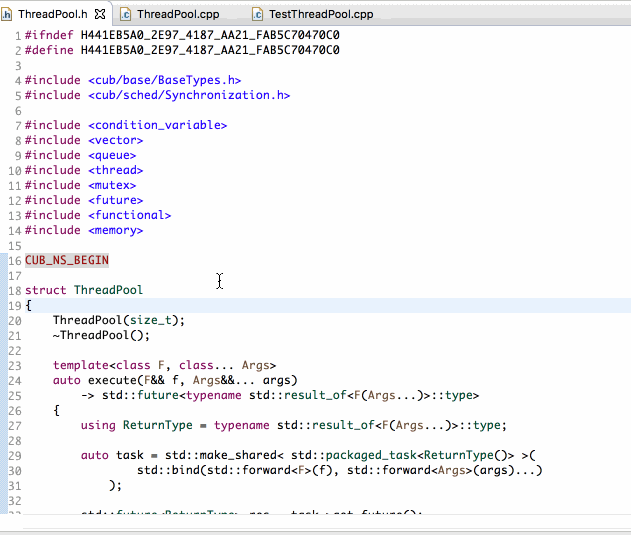 ThreadPool.h ThreadPool.cpp TestThreadPool.cpp
1 #ifndef H441EB5A0_2E97_4187_AA21_FAB5C70470C0
2 #define H441EB5A0_2E97_4187_AA21_FAB5C70470C0
3
4 #include <cub/base/BaseTypes.h>
5 #include <cub/sched/Synchronization.h>
6
7 #include <condition_variable>
8 #include <vector>
9 #include <queue>
10 #include <thread>
11 #include <mutex>
12 #include <future>
13 #include <functional>
14 #include <memory>
15
16 CUB_NS_BEGIN
17
18 struct ThreadPool
19 {
20     ThreadPool(size_t);
21     ~ThreadPool();
22
23     template<class F, class... Args>
24     auto execute(F&& f, Args&&... args)
25         -> std::future<typename std::result_of<F(Args...)>::type>
26     {
27         using ReturnType = typename std::result_of<F(Args...)>::type;
28
29         auto task = std::make_shared< std::packaged_task<ReturnType()> >(
30                 std::bind(std::forward<F>(f), std::forward<Args>(args)...)
31             );
32